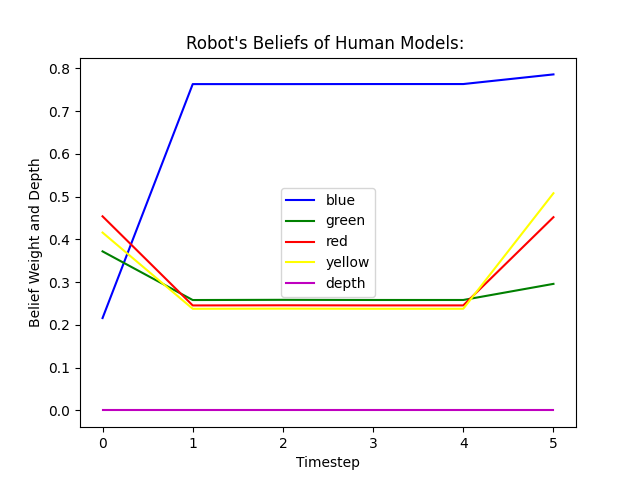 Robot's Beliefs of Human Models:
Belief Weight and Depth
0.8
0.7
0.6
0.5
0.4
0.3
0.2
0.1
0.0
blue
green
red
yellow
depth
0 1 2 3 4 5
Timestep